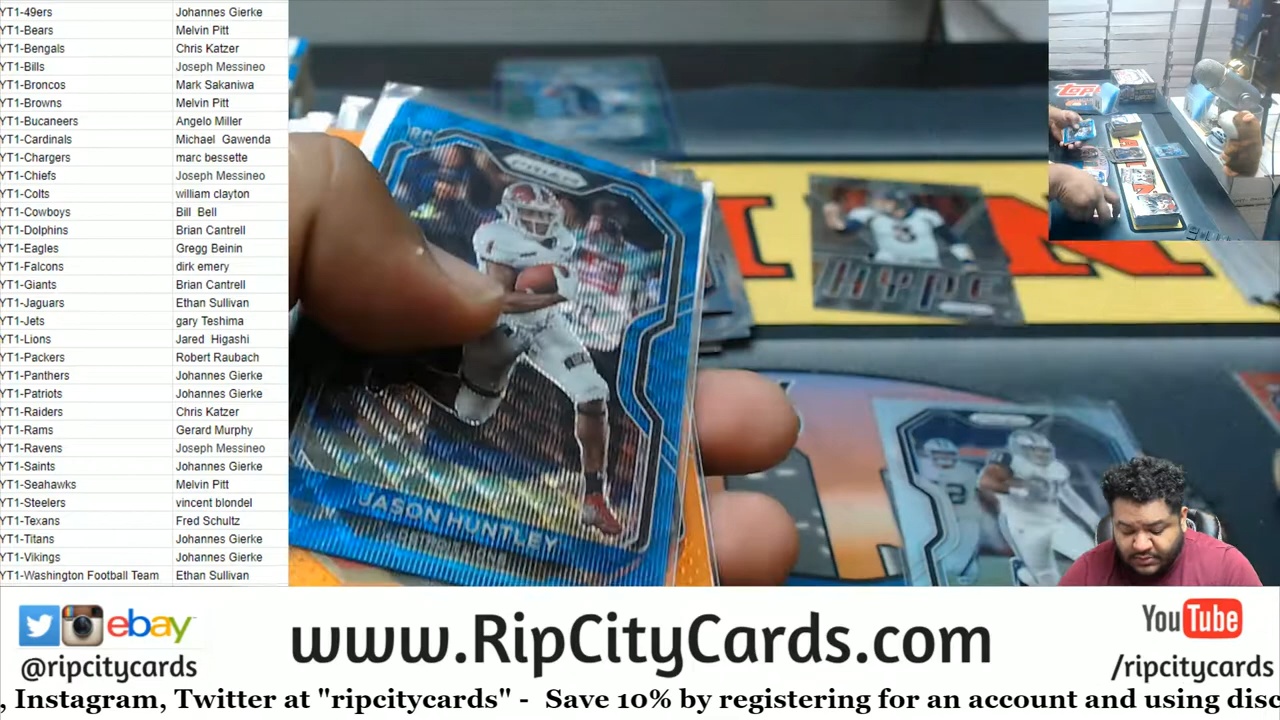 YT1-49ers Johannes Gierke
YT1-Bears Melvin Pitt
YT1-Bengals Chris Katzer
YT1-Bills Joseph Messineo
YT1-Broncos Mark Sakaniwa
YT1-Browns Melvin Pitt
YT1-Bucaneers Angelo Miller
YT1-Cardinals Michael Gawenda
YT1-Chargers marc bessette
YT1-Chiefs Joseph Messineo
YT1-Colts william clayton
YT1-Cowboys Bill Bell
YT1-Dolphins Brian Cantrell
YT1-Eagles Gregg Beinin
YT1-Falcons dirk emery
YT1-Giants Brian Cantrell
YT1-Jaguars Ethan Sullivan
YT1-Jets gary Teshima
YT1-Lions Jared Higashi
YT1-Packers Robert Raubach
YT1-Panthers Johannes Gierke
YT1-Patriots Johannes Gierke
YT1-Raiders Chris Katzer
YT1-Rams Gerard Murphy
YT1-Ravens Joseph Messineo
YT1-Saints Johannes Gierke
YT1-Seahawks Melvin Pitt
YT1-Steelers vincent blondel
YT1-Texans Fred Schultz
YT1-Titans Johannes Gierke
YT1-Vikings Johannes Gierke
YT1-Washington Football Team Ethan Sullivan
RC
PRIZM
JASON HUNTLEY
HYPE
IN
topps
ebay
@ripcitycards
www.RipCityCards.com
YouTube
/ripcitycards
, Instagram, Twitter at "ripcitycards" - Save 10% by registering for an account and using disc